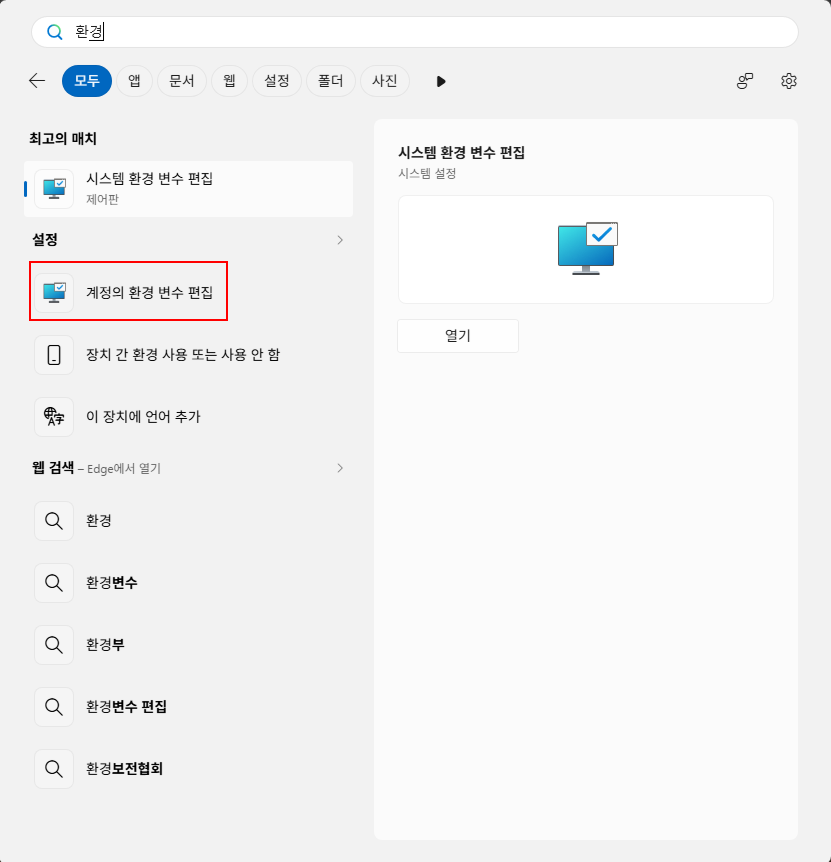 환경
모두 앱 문서 웹 설정 폴더 사진
최고의 매치
시스템 환경 변수 편집
제어판
설정
계정의 환경 변수 편집
장치 간 환경 사용 또는 사용 안 함
이 장치에 언어 추가
웹 검색 – Edge에서 열기
환경
환경변수
환경부
환경변수 편집
환경보전협회
시스템 환경 변수 편집
시스템 설정
열기